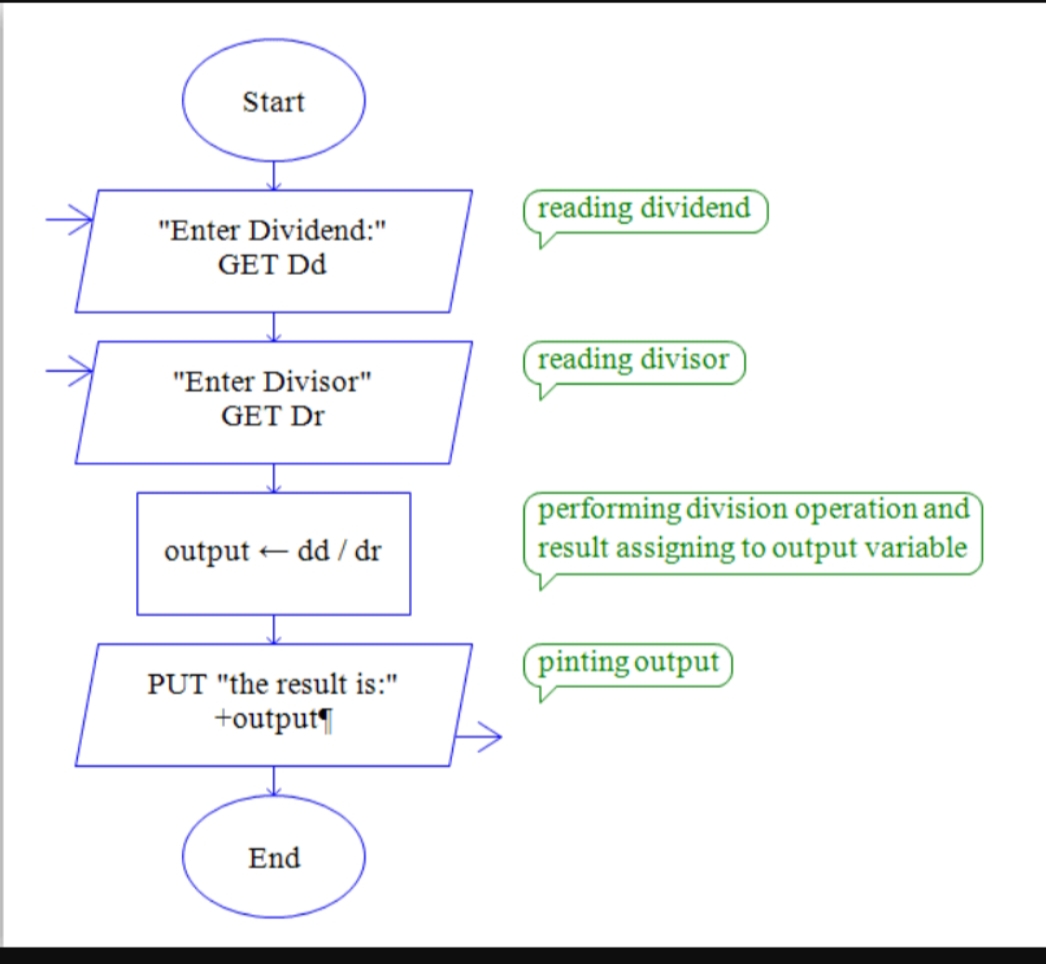 Start
"Enter Dividend:"
GET Dd
reading dividend
"Enter Divisor"
GET Dr
reading divisor
output ← dd / dr
performing division operation and
result assigning to output variable
PUT "the result is:"
+output¶
pinting output
End